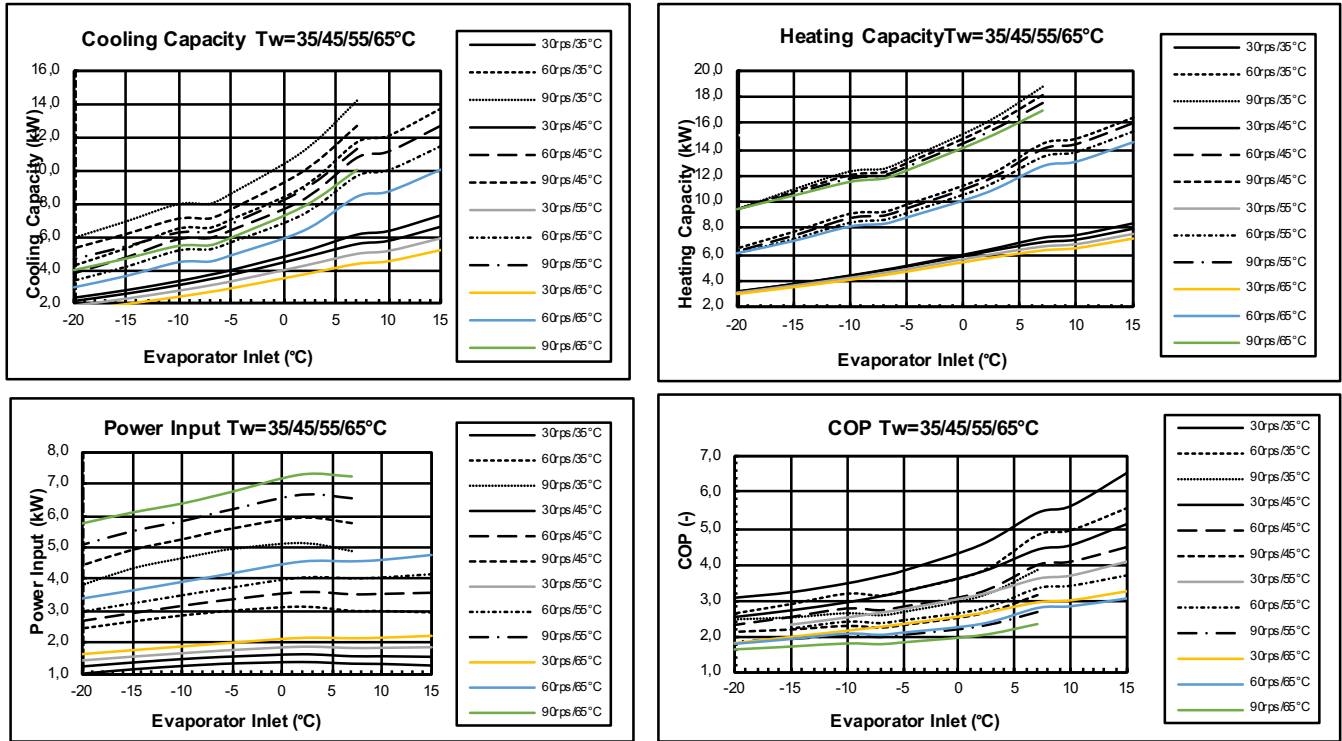 Cooling Capacity Tw=35/45/55/65°C
Cooling Capacity (kW)
16,0
14,0
12,0
10,0
8,0
6,0
4,0
2,0
-20 -15 -10 -5 0 5 10 15
Evaporator Inlet (°C)
30rps/35°C
60rps/35°C
90rps/35°C
30rps/45°C
60rps/45°C
90rps/45°C
30rps/55°C
60rps/55°C
90rps/55°C
30rps/65°C
60rps/65°C
90rps/65°C
Heating CapacityTw=35/45/55/65°C
Heating Capacity (kW)
20,0
18,0
16,0
14,0
12,0
10,0
8,0
6,0
4,0
2,0
-20 -15 -10 -5 0 5 10 15
Evaporator Inlet (°C)
30rps/35°C
60rps/35°C
90rps/35°C
30rps/45°C
60rps/45°C
90rps/45°C
30rps/55°C
60rps/55°C
90rps/55°C
30rps/65°C
60rps/65°C
90rps/65°C
Power Input Tw=35/45/55/65°C
Power Input (kW)
8,0
7,0
6,0
5,0
4,0
3,0
2,0
1,0
-20 -15 -10 -5 0 5 10 15
Evaporator Inlet (°C)
30rps/35°C
60rps/35°C
90rps/35°C
30rps/45°C
60rps/45°C
90rps/45°C
30rps/55°C
60rps/55°C
90rps/55°C
30rps/65°C
60rps/65°C
90rps/65°C
COP Tw=35/45/55/65°C
COP (-)
7,0
6,0
5,0
4,0
3,0
2,0
1,0
-20 -15 -10 -5 0 5 10 15
Evaporator Inlet (°C)
30rps/35°C
60rps/35°C
90rps/35°C
30rps/45°C
60rps/45°C
90rps/45°C
30rps/55°C
60rps/55°C
90rps/55°C
30rps/65°C
60rps/65°C
90rps/65°C